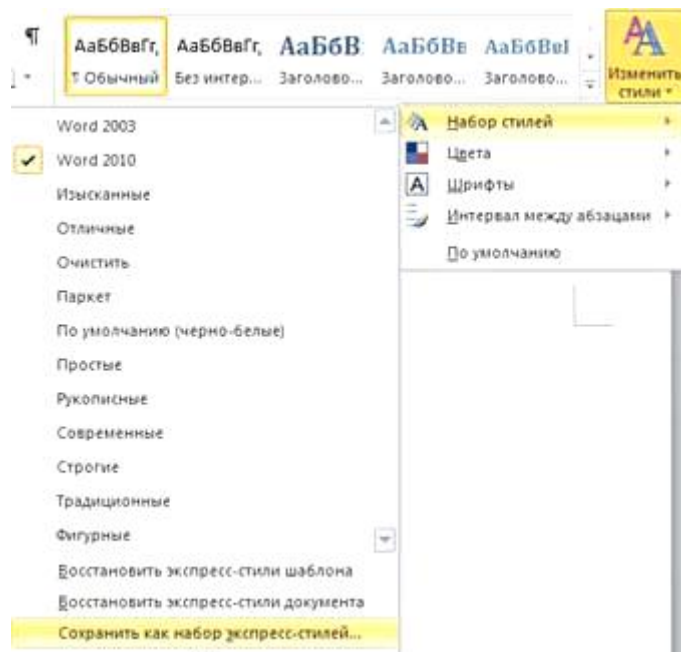 ¶
АаБбВвГг, АаБбВвГг, АаБбВ АаБбВв АаБбВвІ
¶ Обычный Без интер... Заголово... Заголово... Заголово...
Изменить
стили
Набор стилей
Цвета
Шрифты
Интервал между абзацами
По умолчанию
Word 2003
Word 2010
Изысканные
Отличные
Очистить
Паркет
По умолчанию (черно-белые)
Простые
Рукописные
Современные
Строгие
Традиционные
Фигурные
Восстановить экспресс-стили шаблона
Восстановить экспресс-стили документа
Сохранить как набор экспресс-стилей...